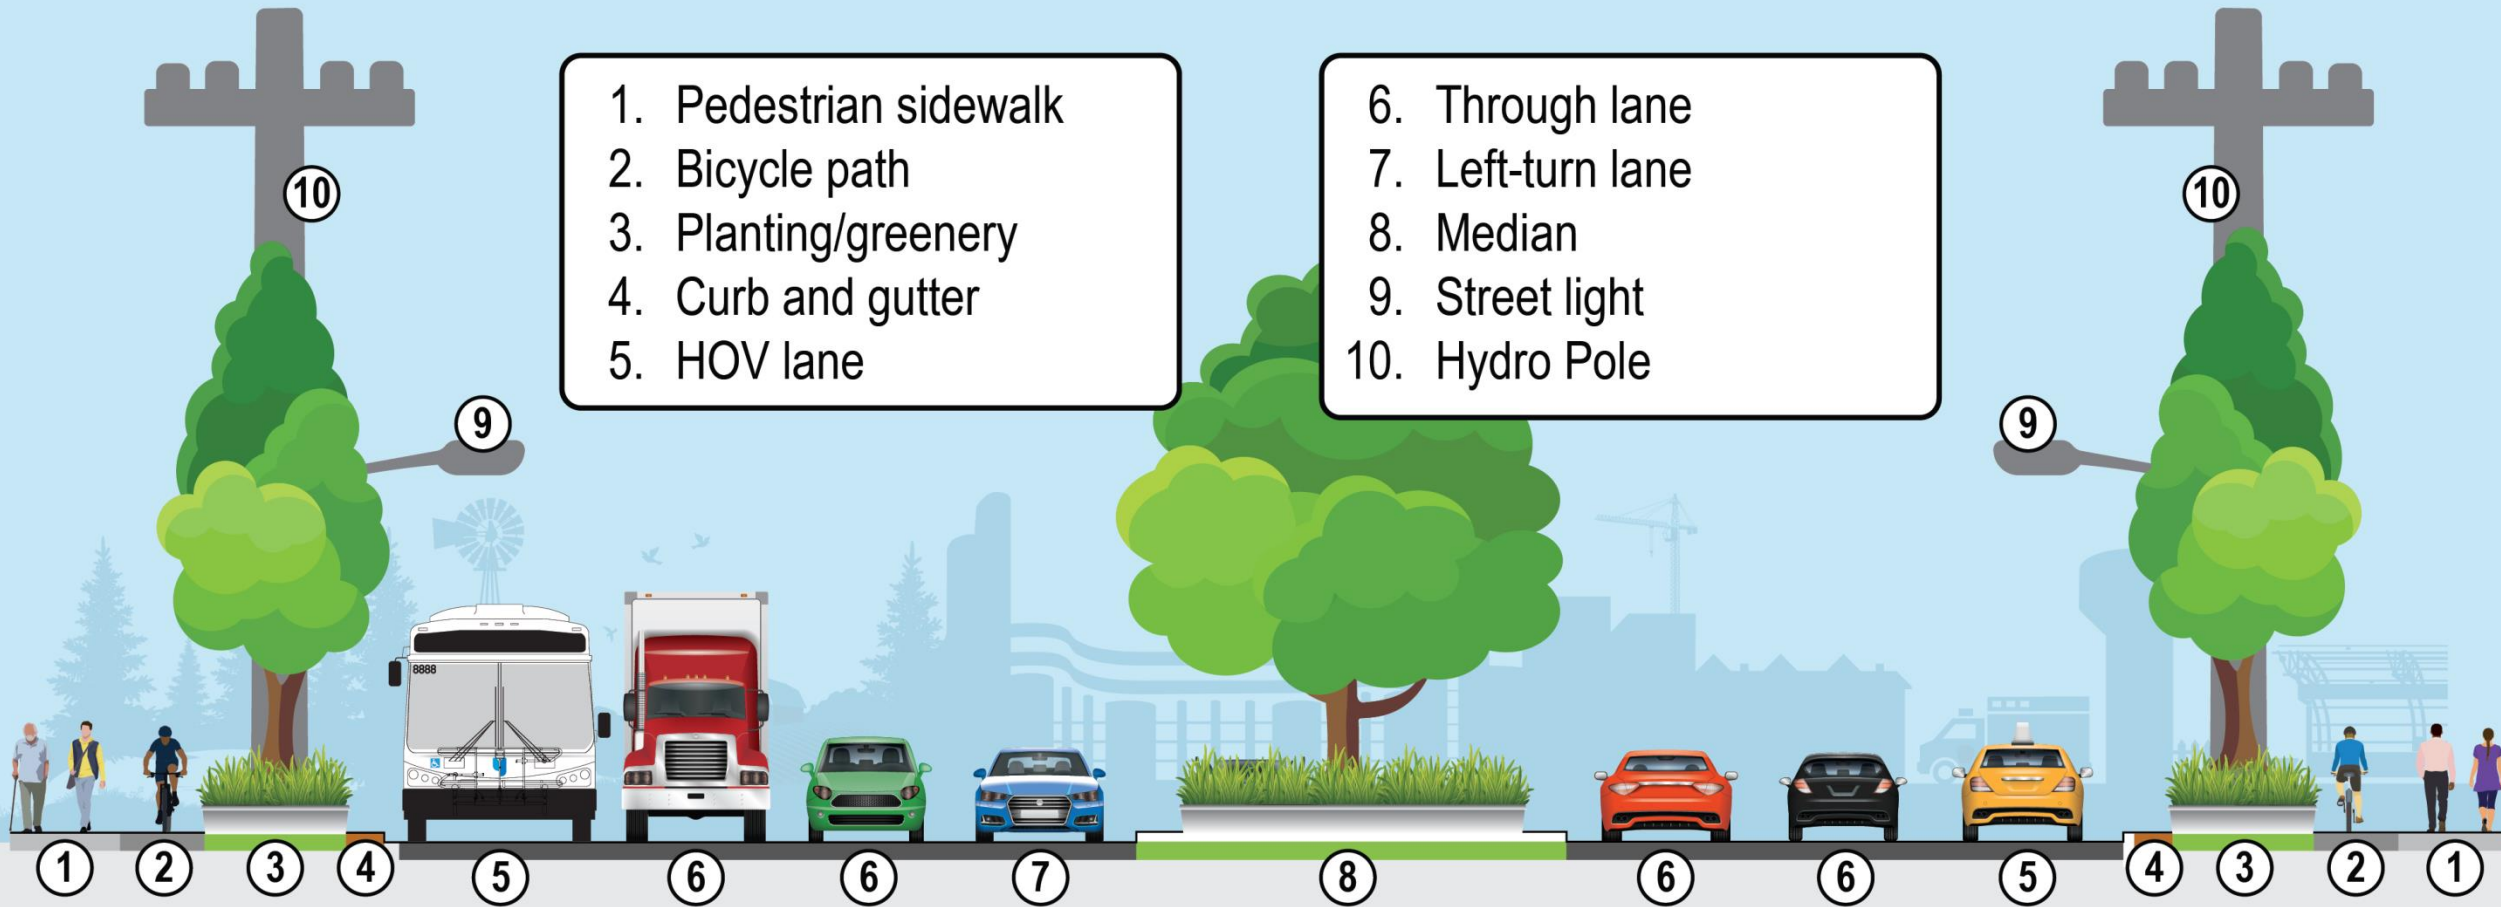 1. Pedestrian sidewalk
2. Bicycle path
3. Planting/greenery
4. Curb and gutter
5. HOV lane
6. Through lane
7. Left-turn lane
8. Median
9. Street light
10. Hydro Pole
10
10
9
9
8888
1 2 3 4 5 6 6 7 8 6 6 5 4 3 2 1